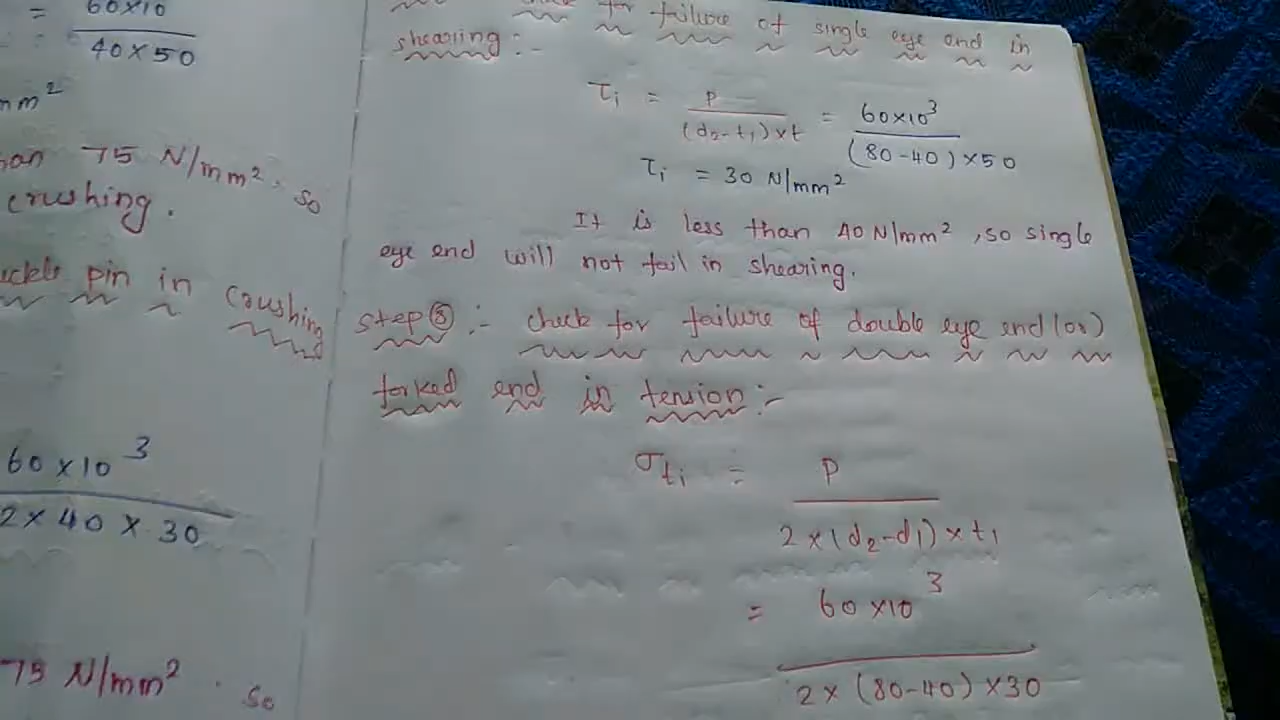 = 60×10
40×50
mm²
75 N/mm². so
crushing.
pin in crushing
60×10³
2×40×30
75 N/mm². so
for failure of single eye end in
shearing:-
τi = P / (d2-t1)×t = 60×10³ / (80-40)×50
τi = 30 N/mm²
It is less than 40 N/mm², so single
eye end will not fail in shearing.
step ⑧:- check for failure of double eye end (or)
forked end in tension:-
σti = P
2×(d2-d1)×t1
= 60×10³
2×(80-40)×30